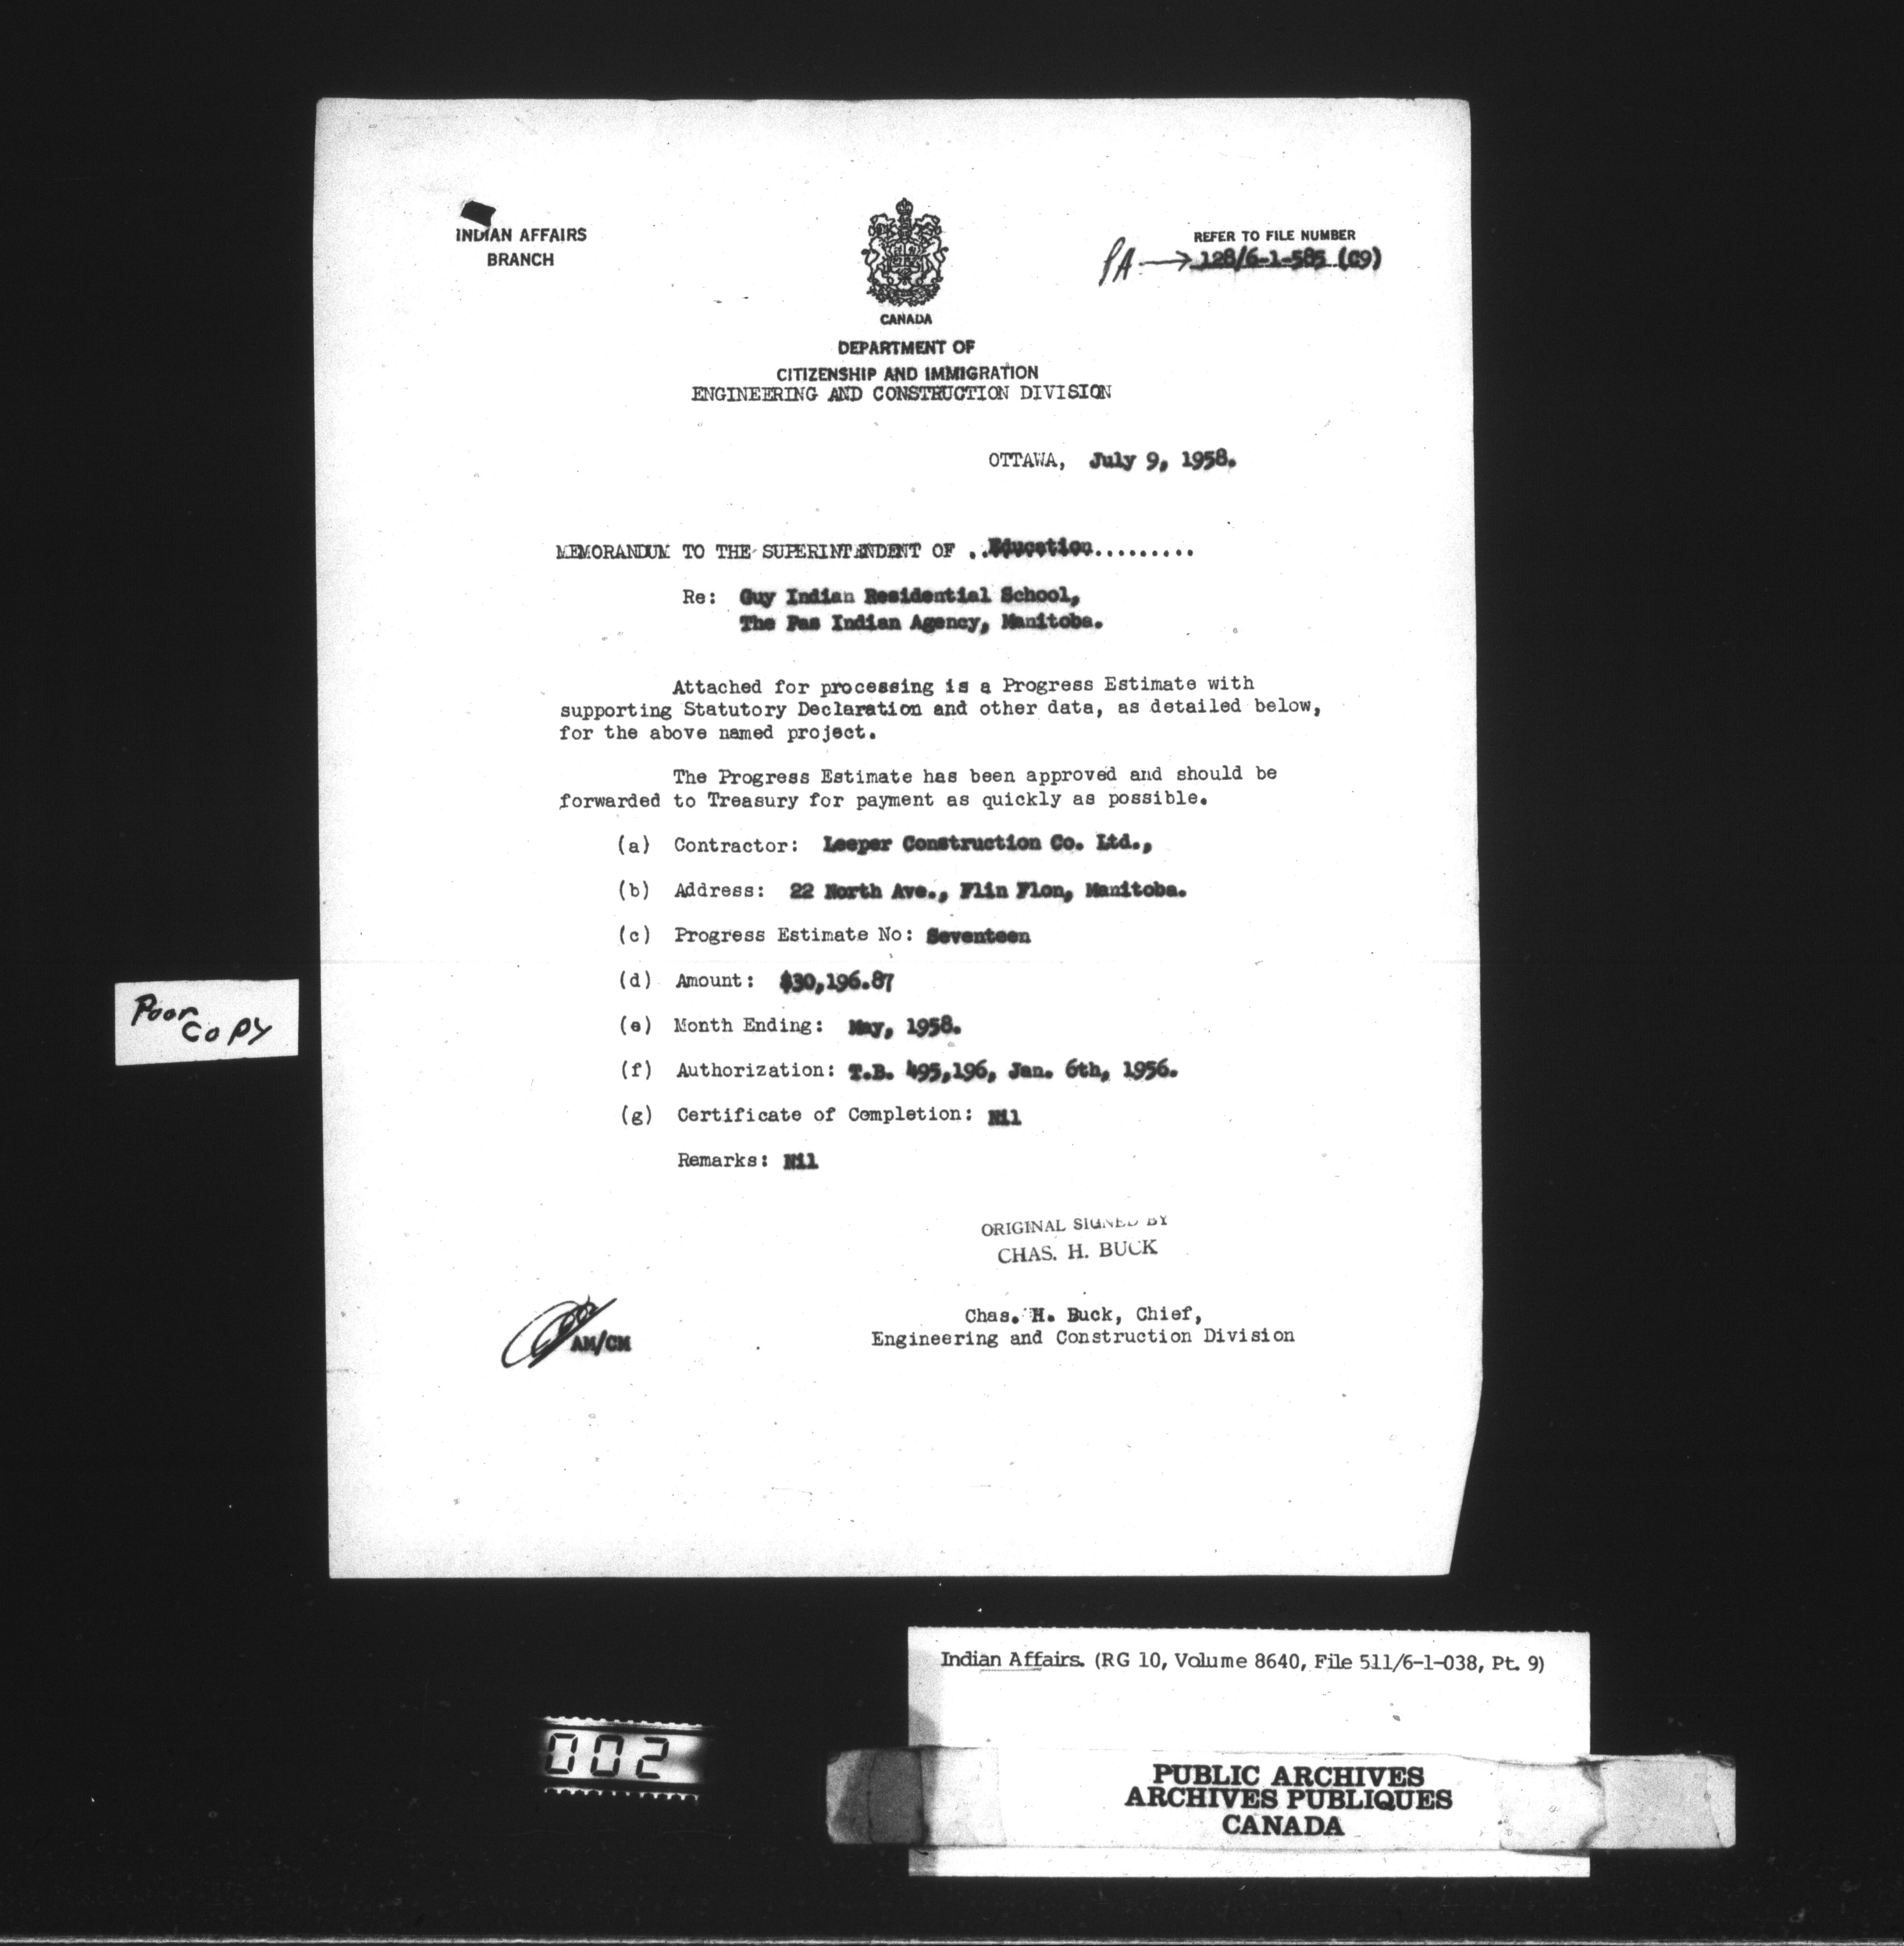 INDIAN AFFAIRS
BRANCH
CANADA
REFER TO FILE NUMBER
PA → 128/6-1-585 (C9)
DEPARTMENT OF
CITIZENSHIP AND IMMIGRATION
ENGINEERING AND CONSTRUCTION DIVISION
OTTAWA, July 9, 1958.
MEMORANDUM TO THE SUPERINTENDENT OF ..Education.........
Re: Guy Indian Residential School,
The Pas Indian Agency, Manitoba.
Attached for processing is a Progress Estimate with
supporting Statutory Declaration and other data, as detailed below,
for the above named project.
The Progress Estimate has been approved and should be
forwarded to Treasury for payment as quickly as possible.
(a) Contractor: Leeper Construction Co. Ltd.,
(b) Address: 22 North Ave., Flin Flon, Manitoba.
(c) Progress Estimate No: Seventeen
(d) Amount: $30,196.87
(e) Month Ending: May, 1958.
(f) Authorization: T.B. 495,196, Jan. 6th, 1956.
(g) Certificate of Completion: Nil
Remarks: Nil
ORIGINAL SIGNED BY
CHAS. H. BUCK
Chas. H. Buck, Chief,
Engineering and Construction Division
AM/CM
Poor
Copy
Indian Affairs. (RG 10, Volume 8640, File 511/6-1-038, Pt. 9)
002
PUBLIC ARCHIVES
ARCHIVES PUBLIQUES
CANADA